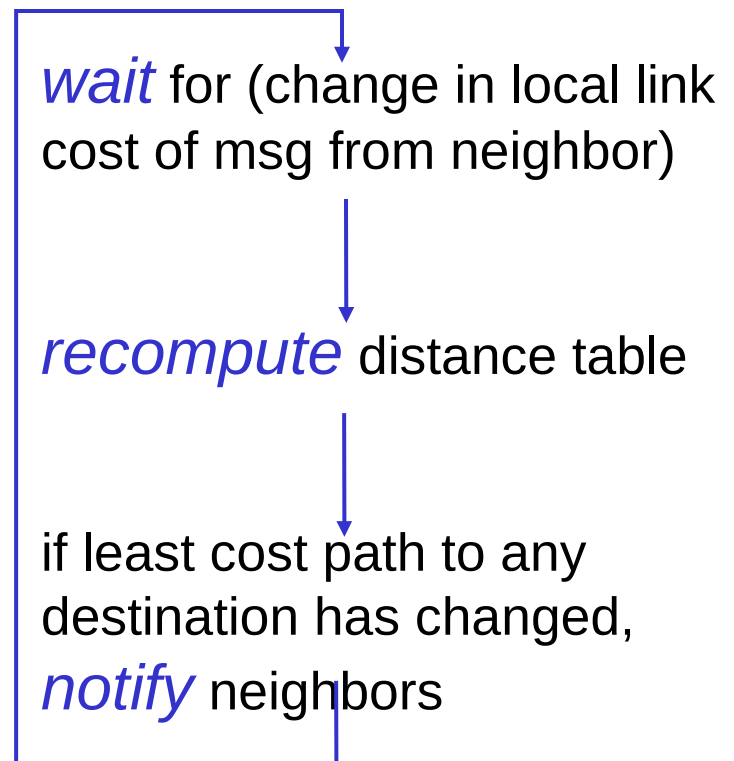 wait for (change in local link
cost of msg from neighbor)
recompute distance table
if least cost path to any
destination has changed,
notify neighbors